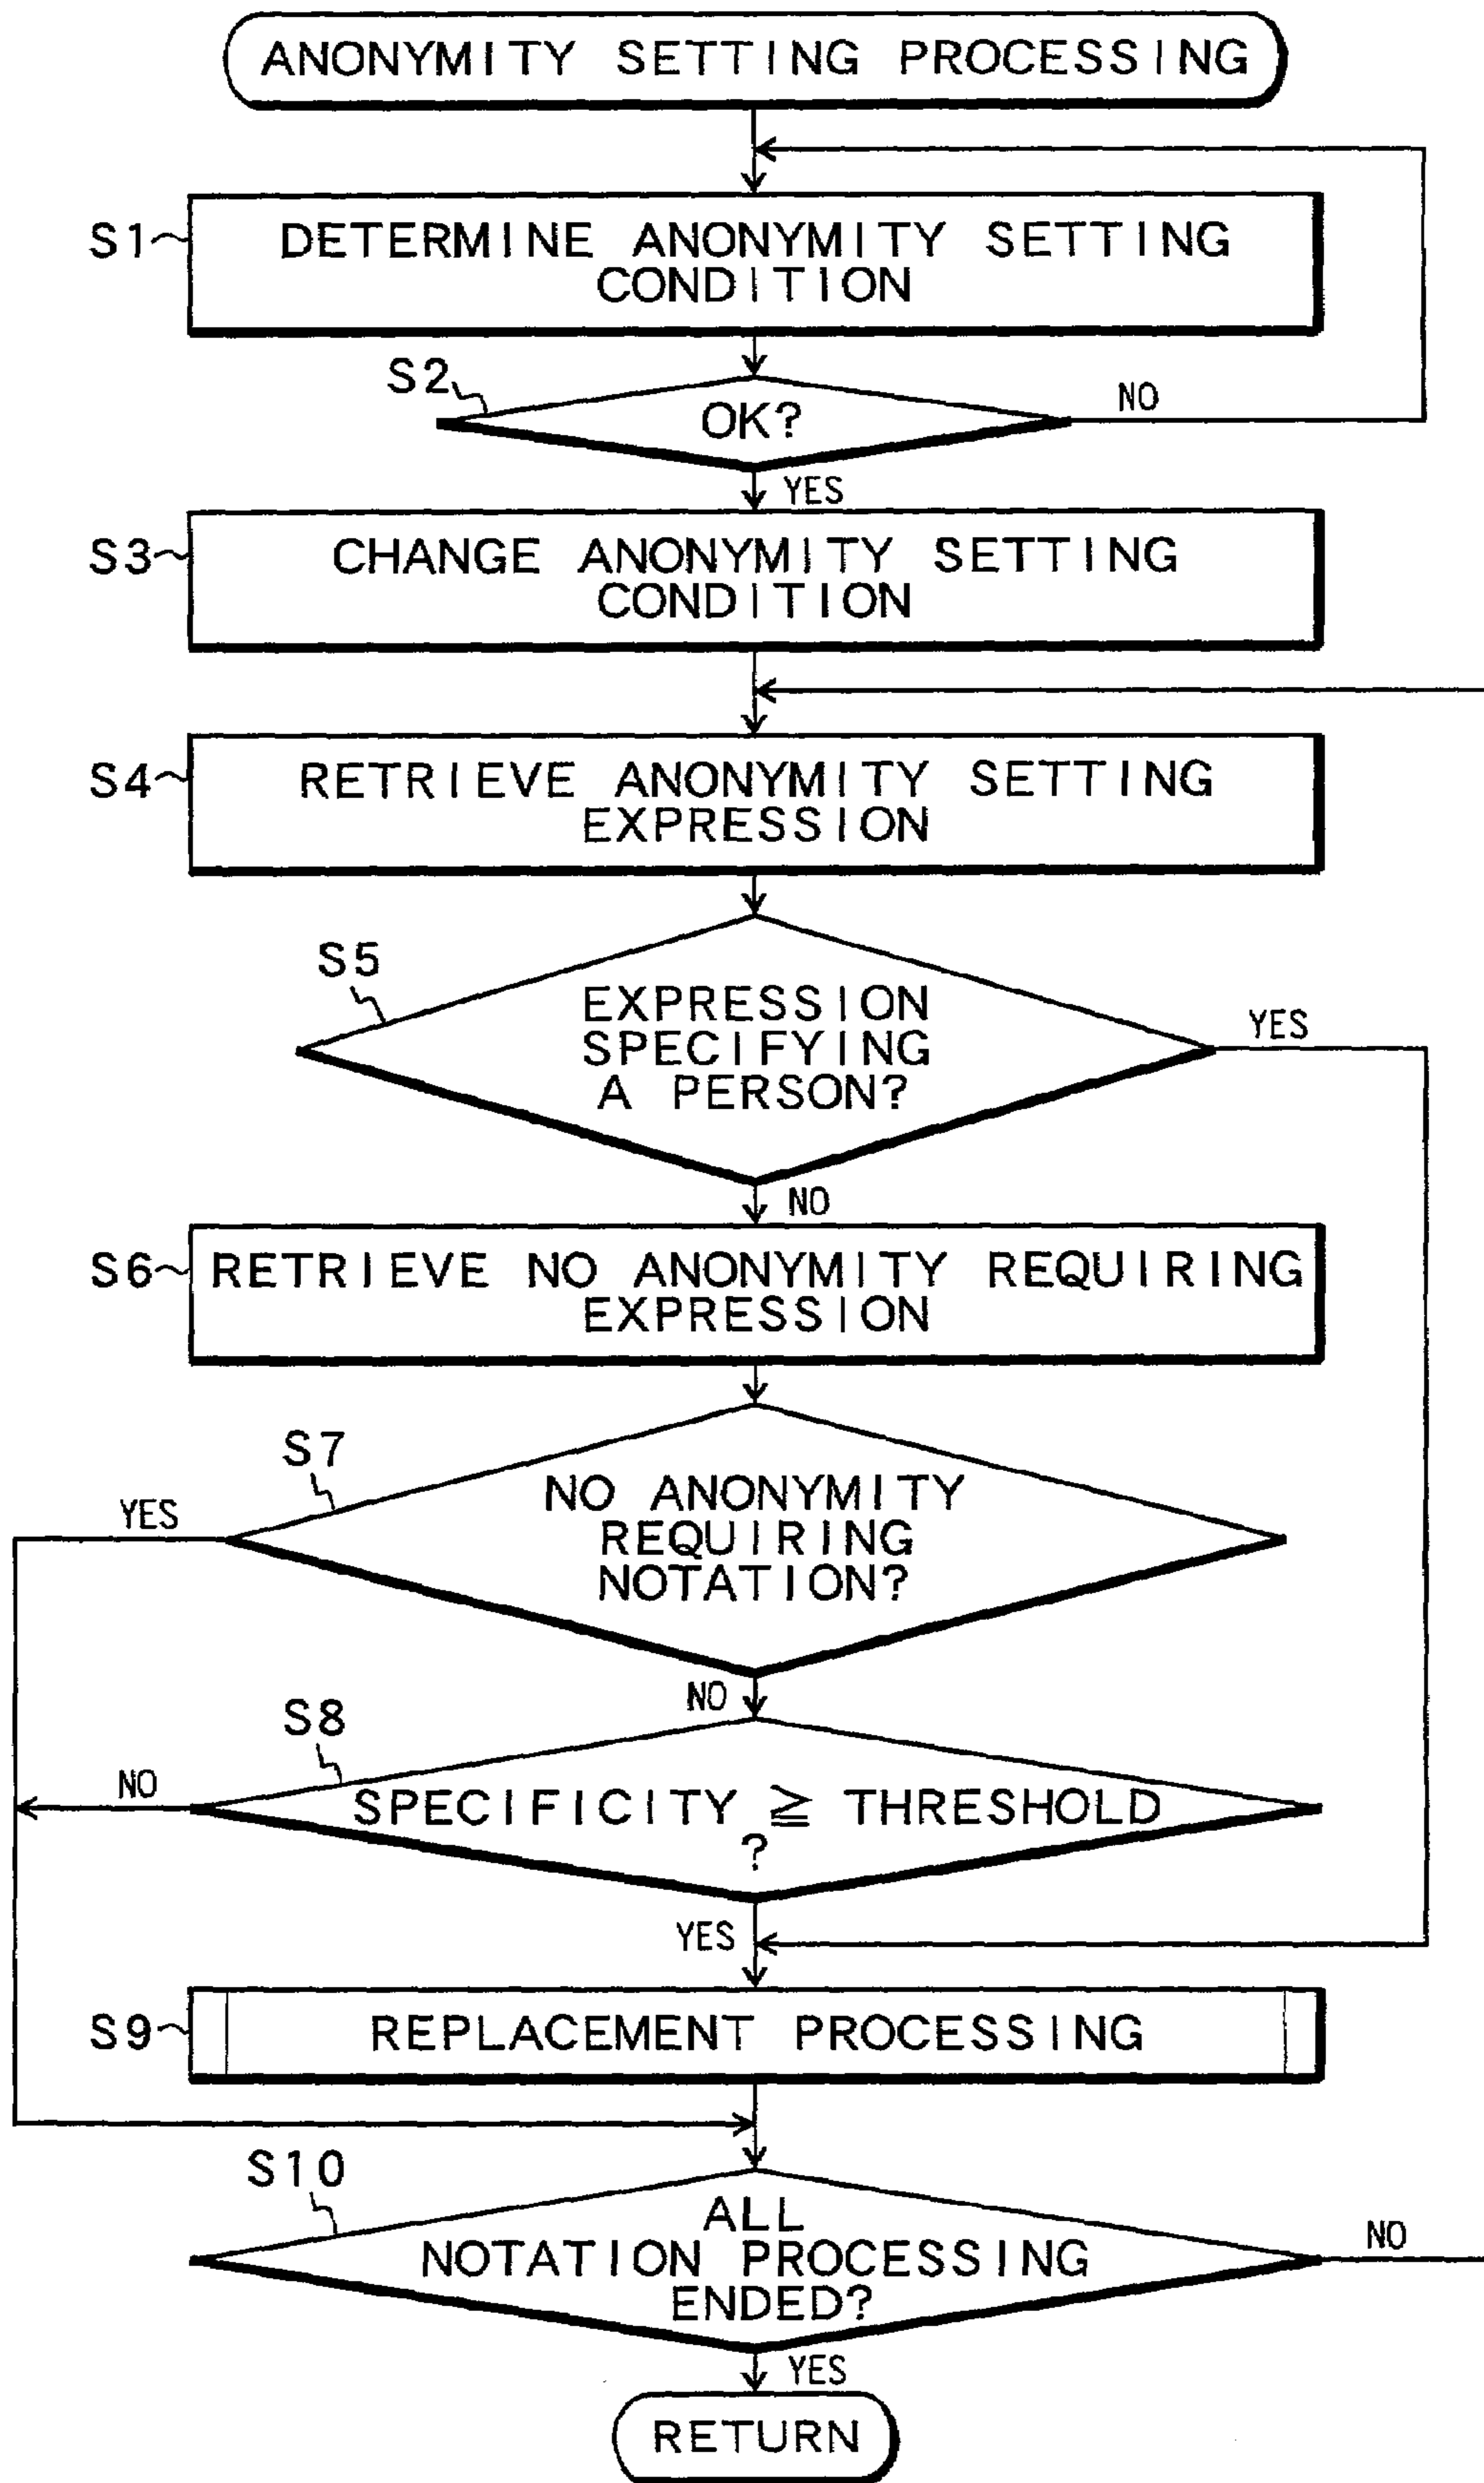 ANONYMITY SETTING PROCESSING
S1
DETERMINE ANONYMITY SETTING
CONDITION
S2
OK?
NO
YES
S3
CHANGE ANONYMITY SETTING
CONDITION
S4
RETRIEVE ANONYMITY SETTING
EXPRESSION
S5
EXPRESSION
SPECIFYING
A PERSON?
YES
NO
S6
RETRIEVE NO ANONYMITY REQUIRING
EXPRESSION
S7
YES
NO ANONYMITY
REQUIRING
NOTATION?
NO
S8
NO
SPECIFICITY ≧ THRESHOLD
?
YES
S9
REPLACEMENT PROCESSING
S10
ALL
NOTATION PROCESSING
ENDED?
NO
YES
RETURN